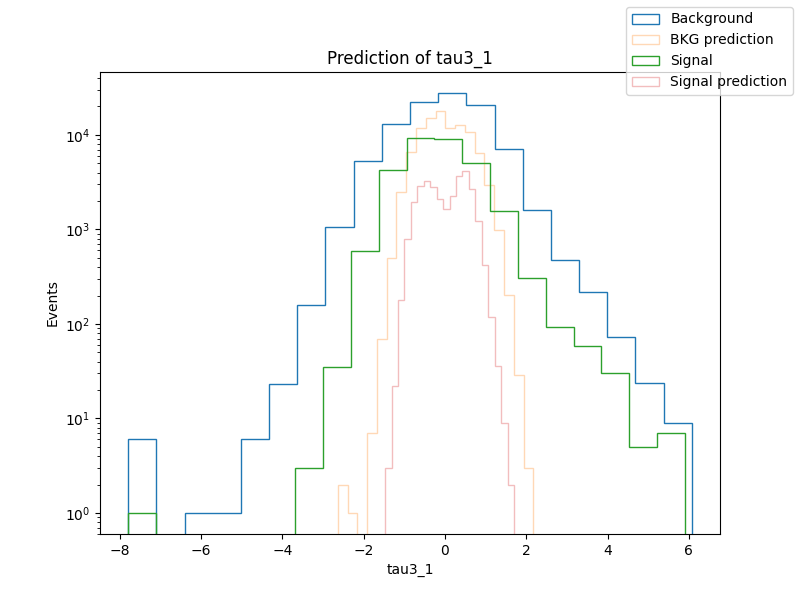 Prediction of tau3_1
Background
BKG prediction
Signal
Signal prediction
Events
10⁴
10³
10²
10¹
10⁰
−8
−6
−4
−2
0
2
4
6
tau3_1